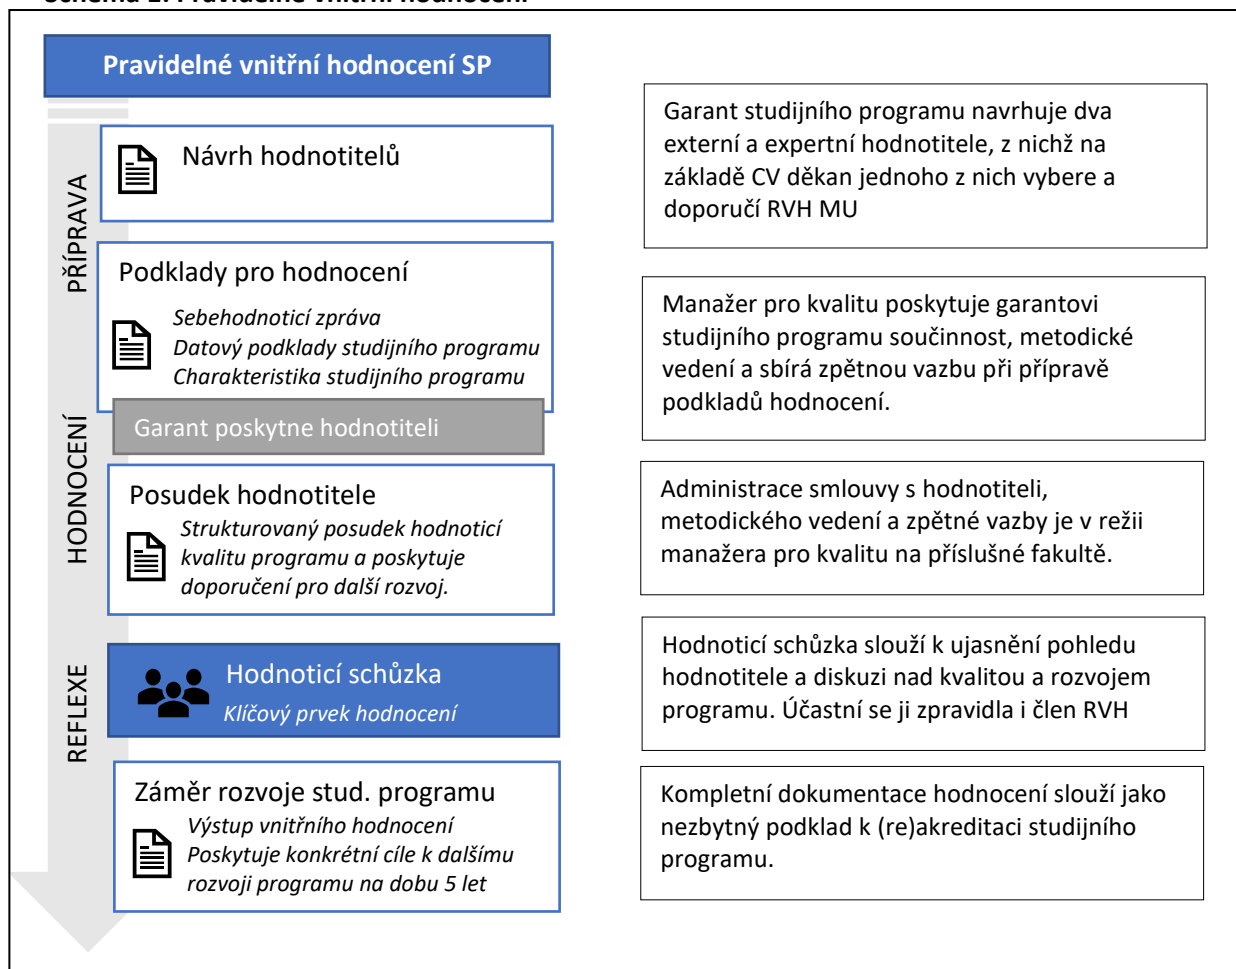 Pravidelné vnitřní hodnocení SP
PŘÍPRAVA
Návrh hodnotitelů
Garant studijního programu navrhuje dva
externí a expertní hodnotitele, z nichž na
základě CV děkan jednoho z nich vybere a
doporučí RVH MU
Podklady pro hodnocení
Sebehodnoticí zpráva
Datový podklady studijního programu
Charakteristika studijního programu
Manažer pro kvalitu poskytuje garantovi
studijního programu součinnost, metodické
vedení a sbírá zpětnou vazbu při přípravě
podkladů hodnocení.
Garant poskytne hodnotiteli
HODNOCENÍ
Posudek hodnotitele
Strukturovaný posudek hodnoticí
kvalitu programu a poskytuje
doporučení pro další rozvoj.
Administrace smlouvy s hodnotiteli,
metodického vedení a zpětné vazby je v režii
manažera pro kvalitu na příslušné fakultě.
REFLEXE
Hodnoticí schůzka
Klíčový prvek hodnocení
Hodnoticí schůzka slouží k ujasnění pohledu
hodnotitele a diskuzi nad kvalitou a rozvojem
programu. Účastní se ji zpravidla i člen RVH
Záměr rozvoje stud. programu
Výstup vnitřního hodnocení
Poskytuje konkrétní cíle k dalšímu
rozvoji programu na dobu 5 let
Kompletní dokumentace hodnocení slouží jako
nezbytný podklad k (re)akreditaci studijního
programu.